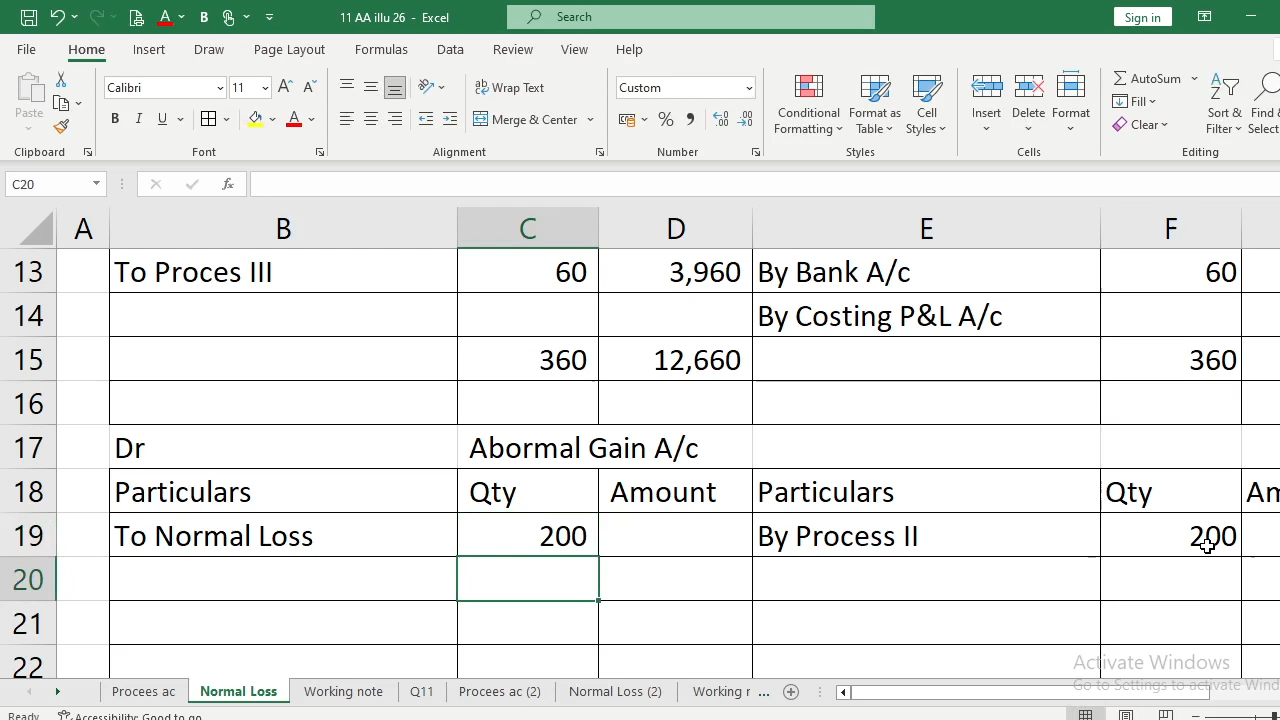 11 AA illu 26 - Excel
Search
Sign in
File Home Insert Draw Page Layout Formulas Data Review View Help
Paste
Calibri 11
B I U
Wrap Text
Merge & Center
Custom
Conditional Formatting
Format as Table
Cell Styles
Insert
Delete
Format
AutoSum
Fill
Clear
Sort & Filter
Find &
Select
Clipboard Font Alignment Number Styles Cells Editing
C20 fx
A B C D E F
13 To Proces III 60 3,960 By Bank A/c 60
14 By Costing P&L A/c
15 360 12,660 360
16
17 Dr Abormal Gain A/c
18 Particulars Qty Amount Particulars Qty Am
19 To Normal Loss 200 By Process II 200
20
21
22
Activate Windows
Go to Settings to activate Wind
Procees ac Normal Loss Working note Q11 Procees ac (2) Normal Loss (2) Working r ...
Ready Accessibility: Good to go